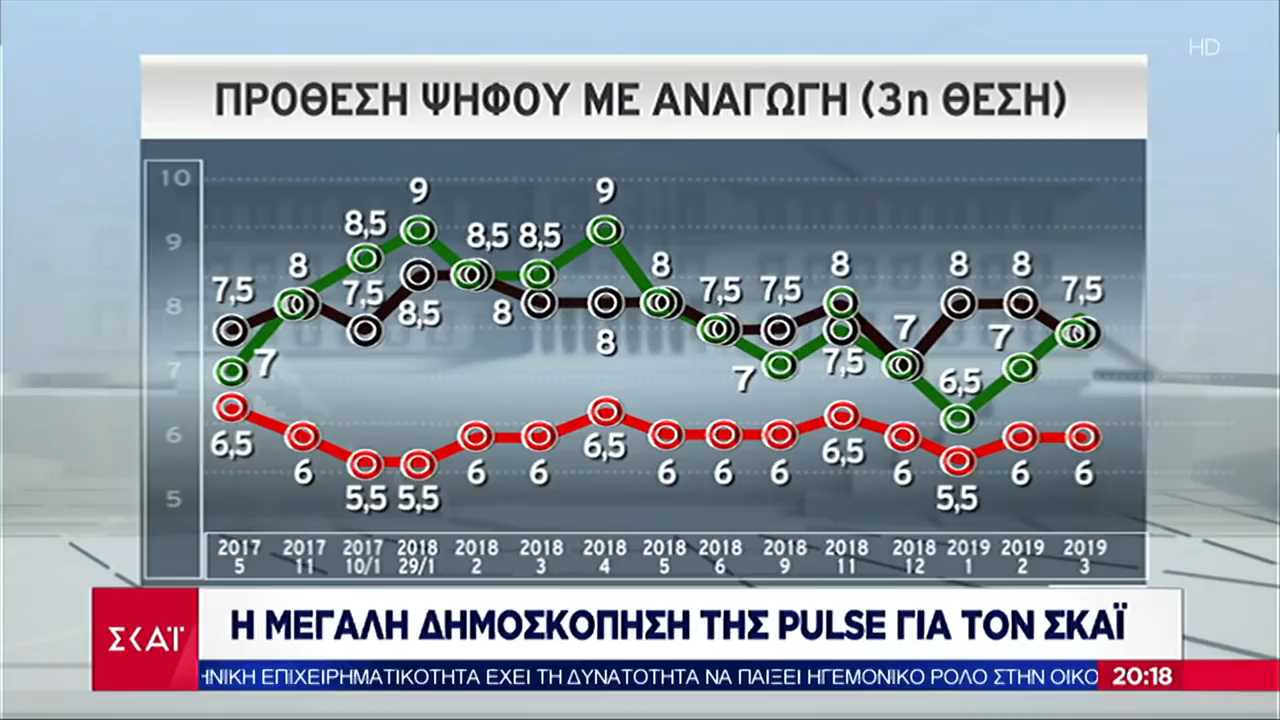 HD
ΠΡΟΘΕΣΗ ΨΗΦΟΥ ΜΕ ΑΝΑΓΩΓΗ (3η ΘΕΣΗ)
10
9
8
7
6
5
9 9
8,5 8,5 8,5
7,5 8 8 7,5 7,5 8 8 8 7,5
7,5 8,5 8 8 7 7
7 7 7,5 6,5
6,5 6 5,5 5,5 6 6 6,5 6 6 6 6,5 6 5,5 6 6
2017 2017 2017 2018 2018 2018 2018 2018 2018 2018 2018 2018 2019 2019 2019
5 11 10/1 29/1 2 3 4 5 6 9 11 12 1 2 3
ΣΚΑΪ
Η ΜΕΓΑΛΗ ΔΗΜΟΣΚΟΠΗΣΗ ΤΗΣ PULSE ΓΙΑ ΤΟΝ ΣΚΑΪ
ΗΝΙΚΗ ΕΠΙΧΕΙΡΗΜΑΤΙΚΟΤΗΤΑ ΕΧΕΙ ΤΗ ΔΥΝΑΤΟΤΗΤΑ ΝΑ ΠΑΙΞΕΙ ΗΓΕΜΟΝΙΚΟ ΡΟΛΟ ΣΤΗΝ ΟΙΚΟ
20:18